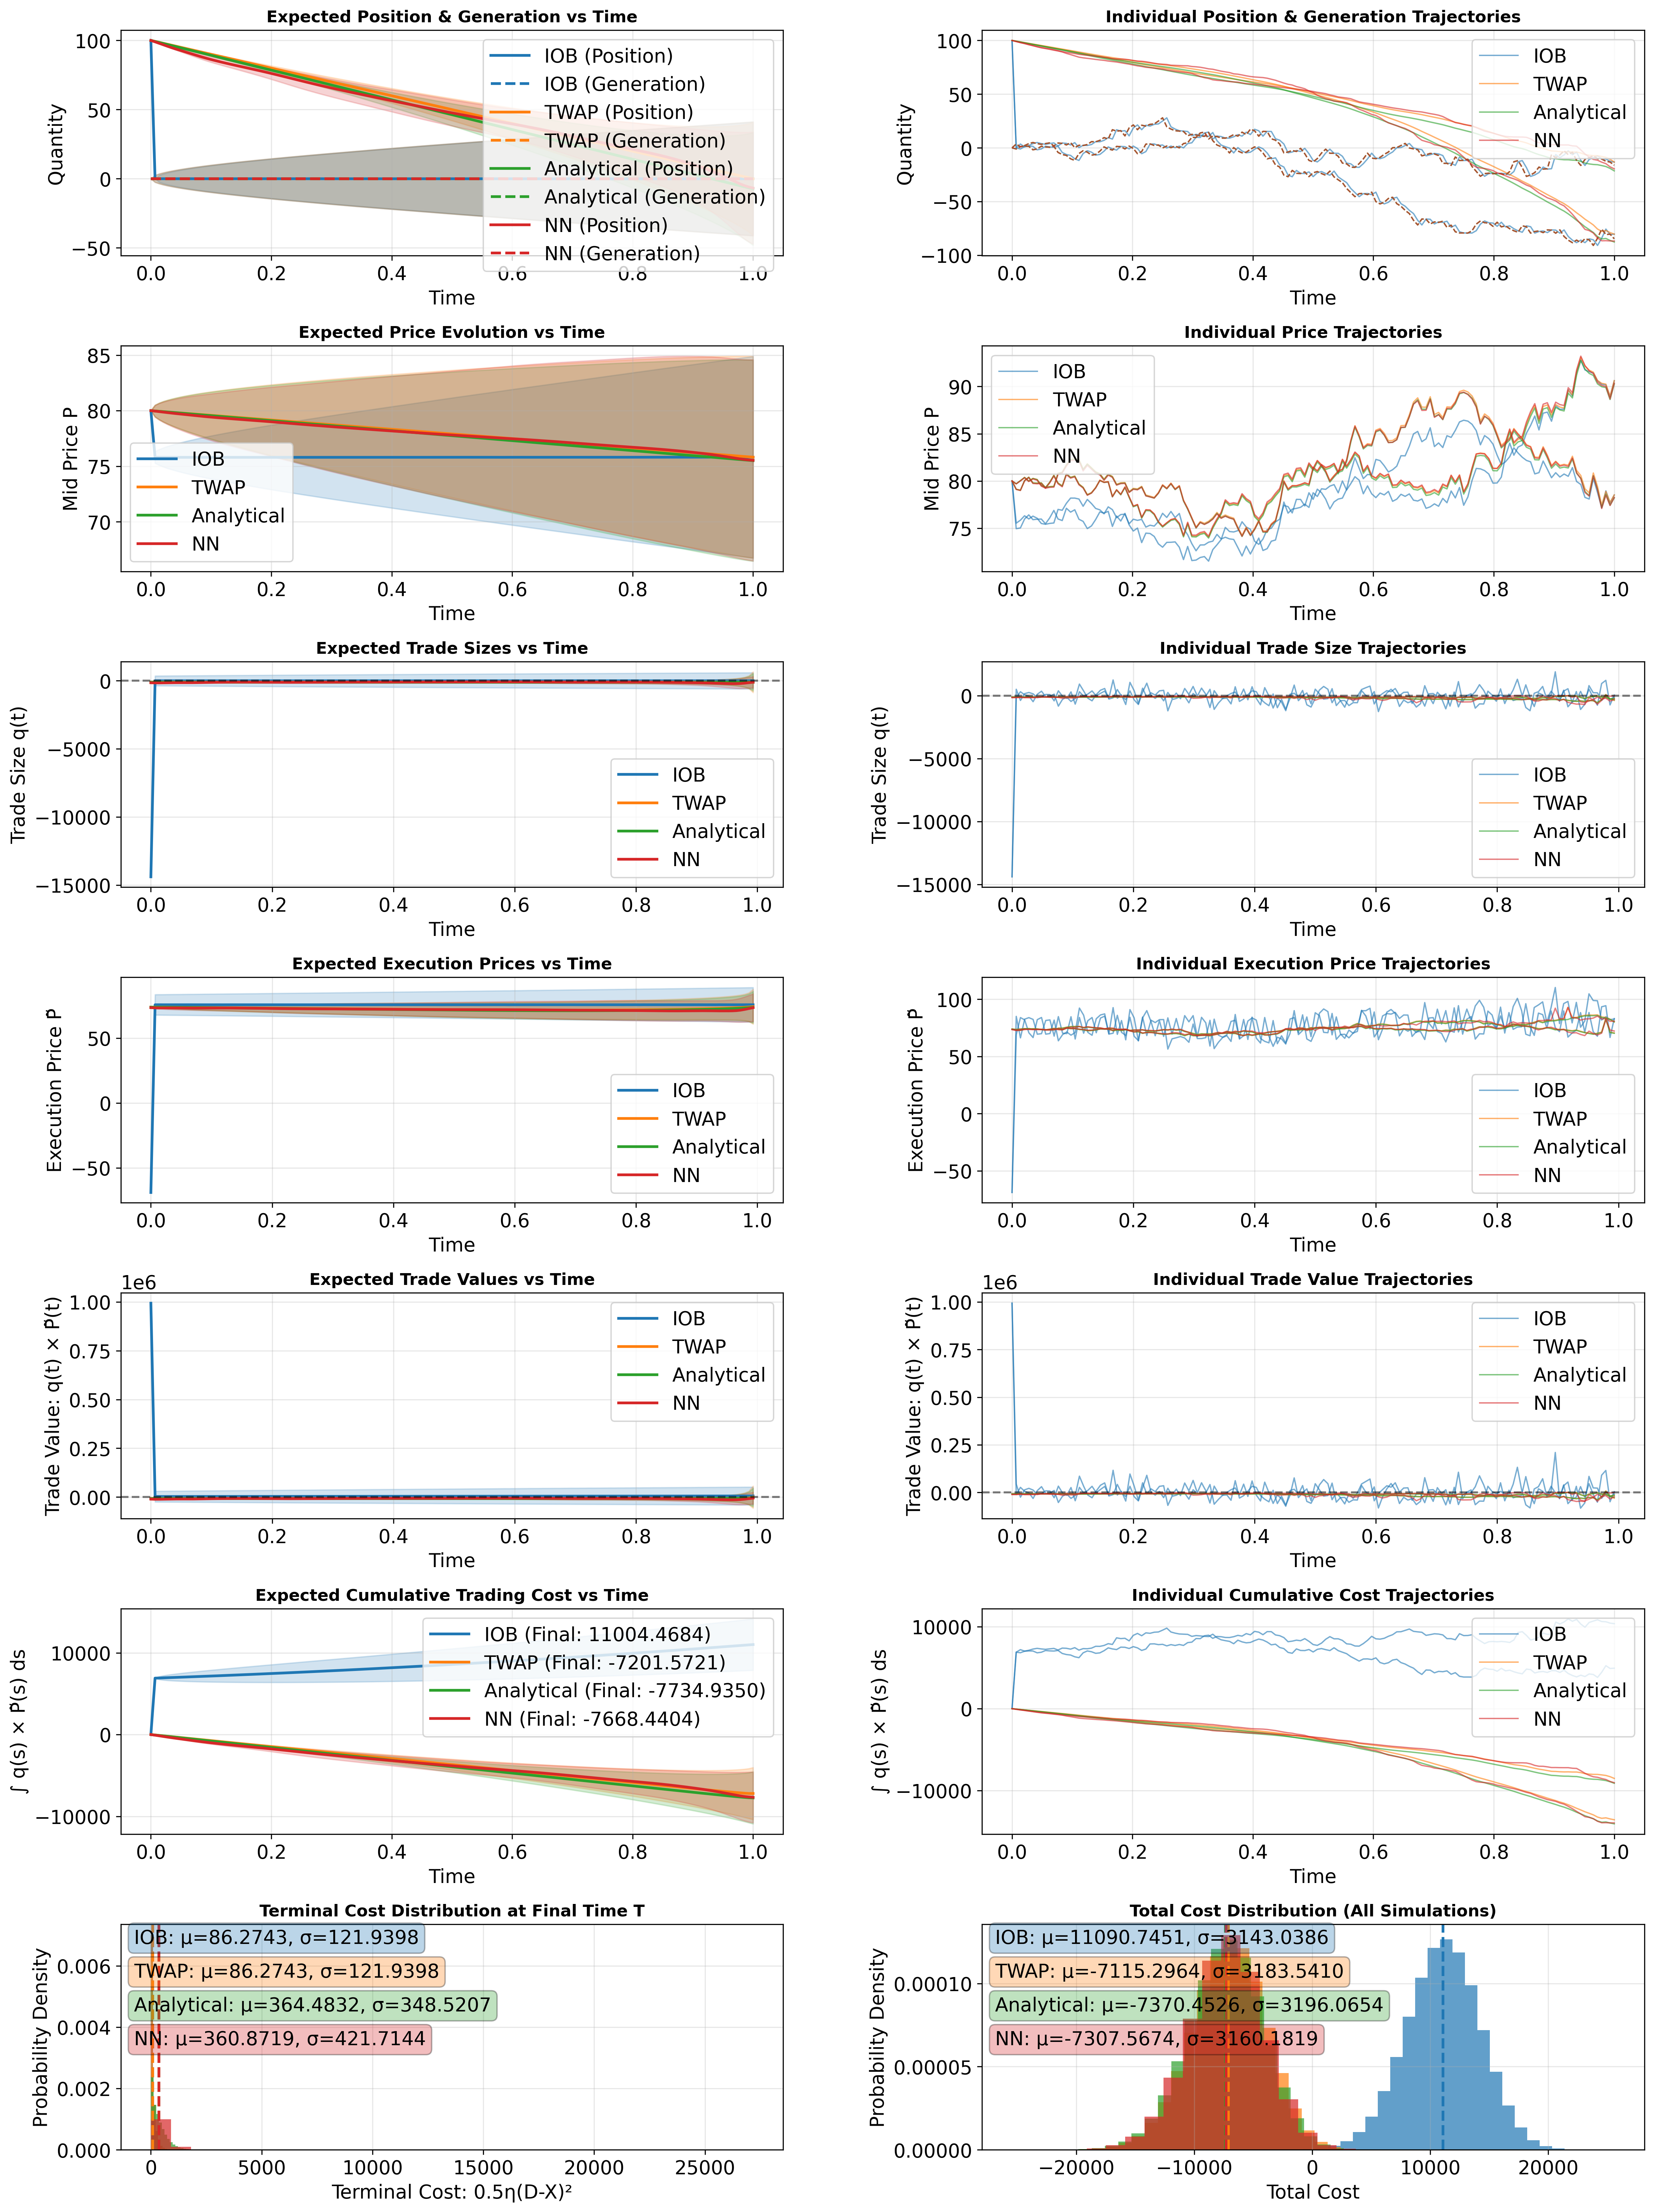 Expected Position & Generation vs Time
Quantity
100
50
0
−50
IOB (Position)
IOB (Generation)
TWAP (Position)
TWAP (Generation)
Analytical (Position)
Analytical (Generation)
NN (Position)
NN (Generation)
0.0 0.2 0.4 0.6 0.8 1.0
Time
Individual Position & Generation Trajectories
Quantity
100
50
0
−50
−100
IOB
TWAP
Analytical
NN
0.0 0.2 0.4 0.6 0.8 1.0
Time
Expected Price Evolution vs Time
Mid Price P
85
80
75
70
IOB
TWAP
Analytical
NN
0.0 0.2 0.4 0.6 0.8 1.0
Time
Individual Price Trajectories
Mid Price P
90
85
80
75
IOB
TWAP
Analytical
NN
0.0 0.2 0.4 0.6 0.8 1.0
Time
Expected Trade Sizes vs Time
Trade Size q(t)
0
−5000
−10000
−15000
IOB
TWAP
Analytical
NN
0.0 0.2 0.4 0.6 0.8 1.0
Time
Individual Trade Size Trajectories
Trade Size q(t)
0
−5000
−10000
−15000
IOB
TWAP
Analytical
NN
0.0 0.2 0.4 0.6 0.8 1.0
Time
Expected Execution Prices vs Time
Execution Price P̃
50
0
−50
IOB
TWAP
Analytical
NN
0.0 0.2 0.4 0.6 0.8 1.0
Time
Individual Execution Price Trajectories
Execution Price P̃
100
50
0
−50
IOB
TWAP
Analytical
NN
0.0 0.2 0.4 0.6 0.8 1.0
Time
Expected Trade Values vs Time
1e6
Trade Value: q(t) × P̃(t)
1.00
0.75
0.50
0.25
0.00
IOB
TWAP
Analytical
NN
0.0 0.2 0.4 0.6 0.8 1.0
Time
Individual Trade Value Trajectories
1e6
Trade Value: q(t) × P̃(t)
1.00
0.75
0.50
0.25
0.00
IOB
TWAP
Analytical
NN
0.0 0.2 0.4 0.6 0.8 1.0
Time
Expected Cumulative Trading Cost vs Time
∫ q(s) × P̃(s) ds
10000
0
−10000
IOB (Final: 11004.4684)
TWAP (Final: -7201.5721)
Analytical (Final: -7734.9350)
NN (Final: -7668.4404)
0.0 0.2 0.4 0.6 0.8 1.0
Time
Individual Cumulative Cost Trajectories
∫ q(s) × P̃(s) ds
10000
0
−10000
IOB
TWAP
Analytical
NN
0.0 0.2 0.4 0.6 0.8 1.0
Time
Terminal Cost Distribution at Final Time T
Probability Density
0.006
0.004
0.002
0.000
IOB: μ=86.2743, σ=121.9398
TWAP: μ=86.2743, σ=121.9398
Analytical: μ=364.4832, σ=348.5207
NN: μ=360.8719, σ=421.7144
0 5000 10000 15000 20000 25000
Terminal Cost: 0.5η(D-X)²
Total Cost Distribution (All Simulations)
Probability Density
0.00010
0.00005
0.00000
IOB: μ=11090.7451, σ=3143.0386
TWAP: μ=-7115.2964, σ=3183.5410
Analytical: μ=-7370.4526, σ=3196.0654
NN: μ=-7307.5674, σ=3160.1819
−20000 −10000 0 10000 20000
Total Cost